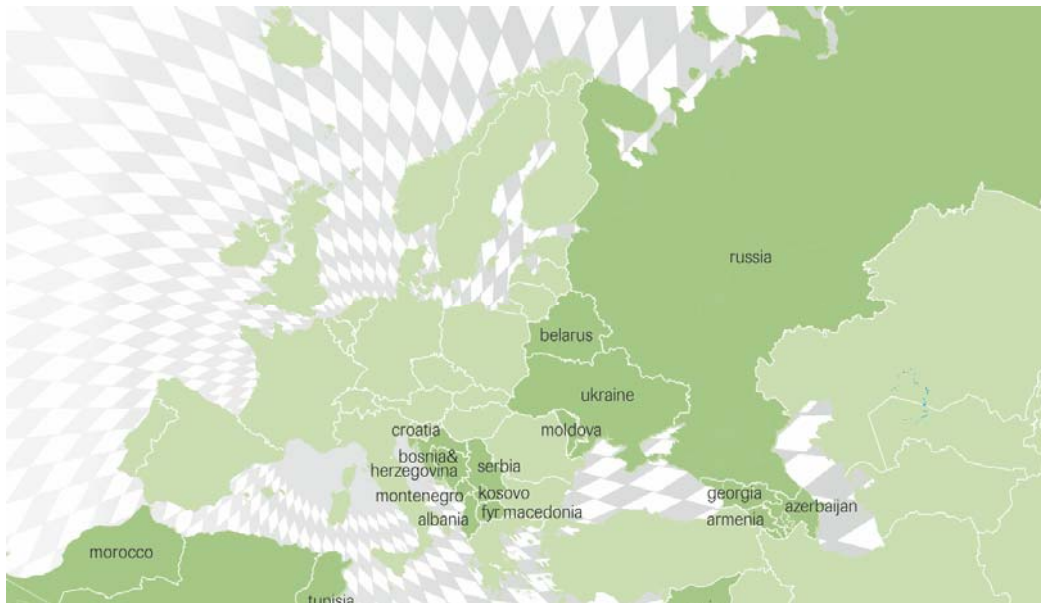 russia
belarus
ukraine
croatia
moldova
bosnia&
herzegovina
serbia
montenegro
kosovo
georgia
azerbaijan
albania
fyr macedonia
armenia
morocco
tunisia